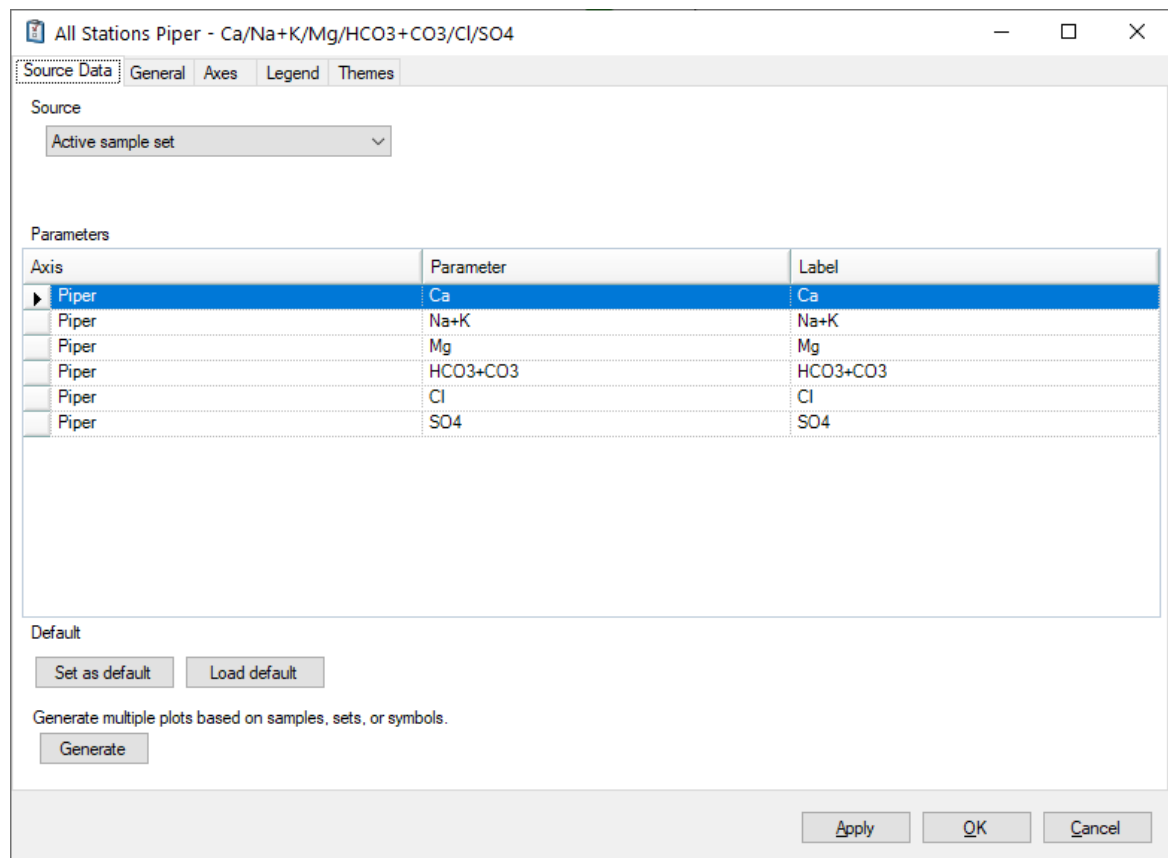 All Stations Piper - Ca/Na+K/Mg/HCO3+CO3/Cl/SO4
Source Data General Axes Legend Themes
Source
Active sample set
Parameters
Axis Parameter Label
Piper Ca Ca
Piper Na+K Na+K
Piper Mg Mg
Piper HCO3+CO3 HCO3+CO3
Piper Cl Cl
Piper SO4 SO4
Default
Set as default Load default
Generate multiple plots based on samples, sets, or symbols.
Generate
Apply OK Cancel